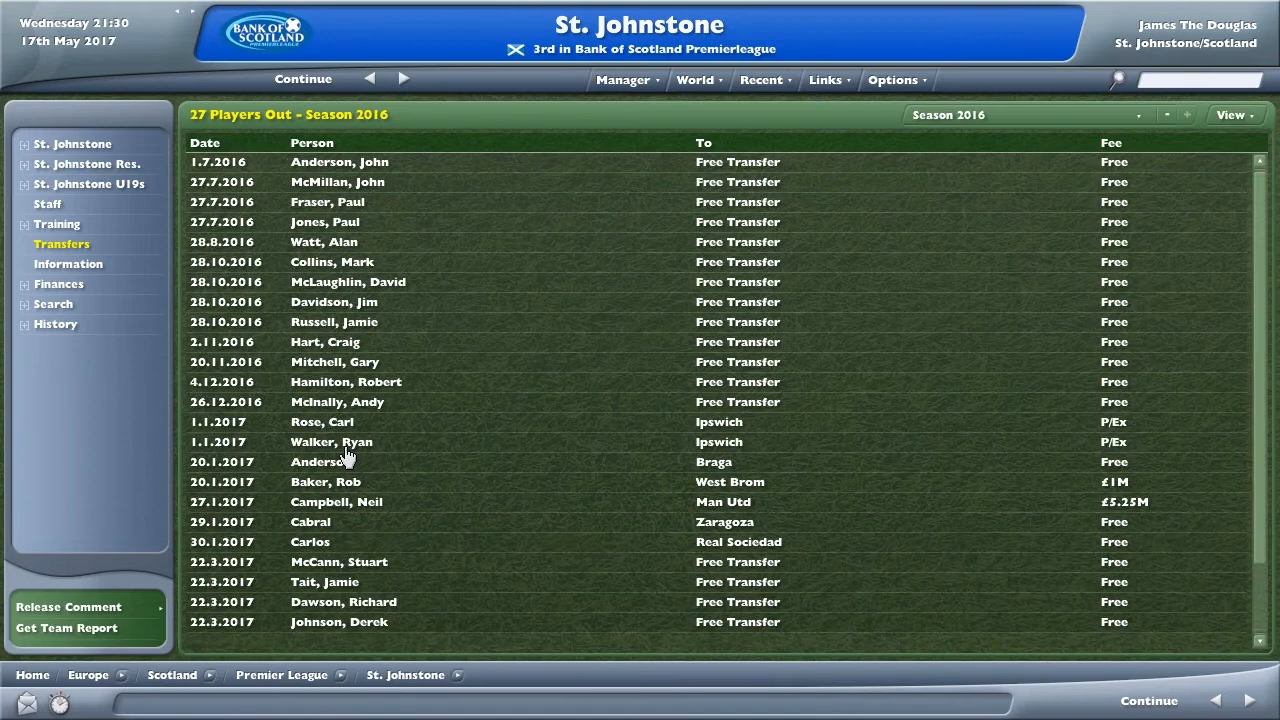 Wednesday 21:30
17th May 2017
BANK OF SCOTLAND
PREMIERLEAGUE
St. Johnstone
3rd in Bank of Scotland Premierleague
James The Douglas
St. Johnstone/Scotland
Continue
Manager World Recent Links Options
27 Players Out - Season 2016
Season 2016
- +
View
St. Johnstone
St. Johnstone Res.
St. Johnstone U19s
Staff
Training
Transfers
Information
Finances
Search
History
Release Comment
Get Team Report
Date Person To Fee
1.7.2016 Anderson, John Free Transfer Free
27.7.2016 McMillan, John Free Transfer Free
27.7.2016 Fraser, Paul Free Transfer Free
27.7.2016 Jones, Paul Free Transfer Free
28.8.2016 Watt, Alan Free Transfer Free
28.10.2016 Collins, Mark Free Transfer Free
28.10.2016 McLaughlin, David Free Transfer Free
28.10.2016 Davidson, Jim Free Transfer Free
28.10.2016 Russell, Jamie Free Transfer Free
2.11.2016 Hart, Craig Free Transfer Free
20.11.2016 Mitchell, Gary Free Transfer Free
4.12.2016 Hamilton, Robert Free Transfer Free
26.12.2016 McInally, Andy Free Transfer Free
1.1.2017 Rose, Carl Ipswich P/Ex
1.1.2017 Walker, Ryan Ipswich P/Ex
20.1.2017 Braga Free
20.1.2017 Baker, Rob West Brom £1M
27.1.2017 Campbell, Neil Man Utd £5.25M
29.1.2017 Cabral Zaragoza Free
30.1.2017 Carlos Real Sociedad Free
22.3.2017 McCann, Stuart Free Transfer Free
22.3.2017 Tait, Jamie Free Transfer Free
22.3.2017 Dawson, Richard Free Transfer Free
22.3.2017 Johnson, Derek Free Transfer Free
Home Europe Scotland Premier League St. Johnstone
Continue